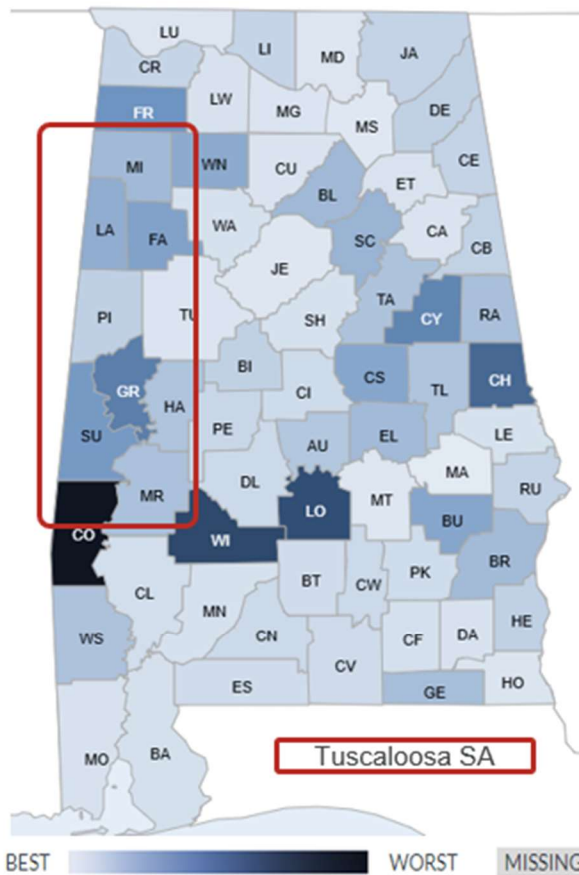 LU
LI
MD
JA
CR
FR
LW
MG
MS
DE
MI
WN
CU
BL
ET
CE
LA
FA
WA
SC
CA
CB
JE
PI
TU
SH
TA
CY
RA
GR
BI
CI
CS
TL
CH
SU
HA
PE
AU
EL
LE
MR
DL
LO
MT
MA
RU
CO
WI
BU
BR
CL
BT
CW
PK
WS
MN
CN
CF
DA
HE
ES
CV
GE
HO
MO
BA
Tuscaloosa SA
BEST WORST MISSING